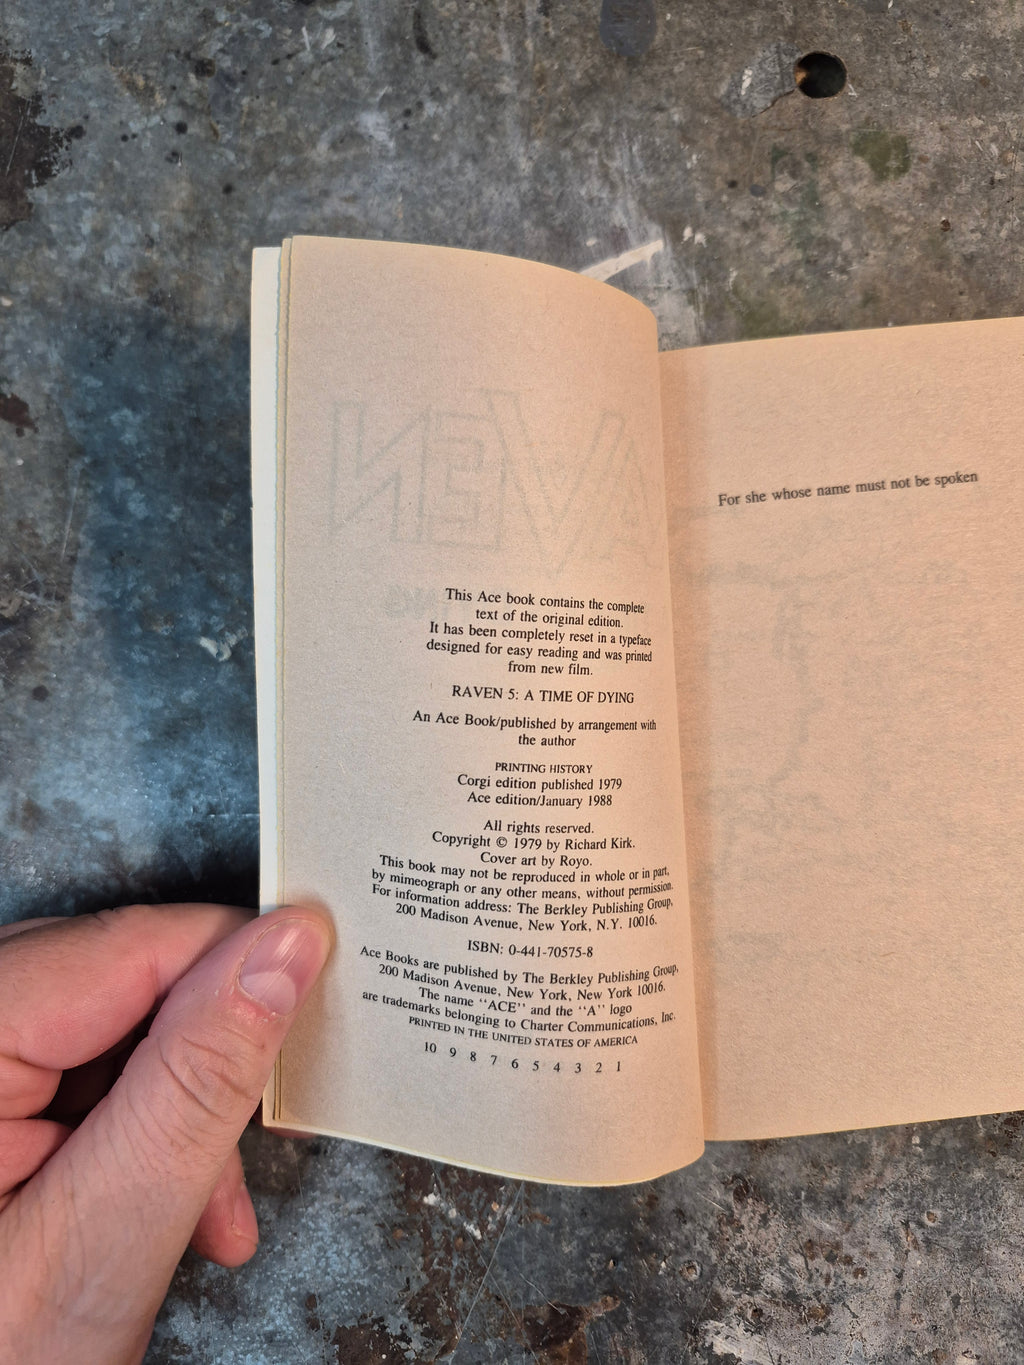 This Ace book contains the complete
text of the original edition.
It has been completely reset in a typeface
designed for easy reading and was printed
from new film.
RAVEN 5: A TIME OF DYING
An Ace Book/published by arrangement with
the author
PRINTING HISTORY
Corgi edition published 1979
Ace edition/January 1988
All rights reserved.
Copyright © 1979 by Richard Kirk.
Cover art by Royo.
This book may not be reproduced in whole or in part,
by mimeograph or any other means, without permission.
For information address: The Berkley Publishing Group,
200 Madison Avenue, New York, N.Y. 10016.
ISBN: 0-441-70575-8
Ace Books are published by The Berkley Publishing Group,
200 Madison Avenue, New York, New York 10016.
The name "ACE" and the "A" logo
are trademarks belonging to Charter Communications, Inc.
PRINTED IN THE UNITED STATES OF AMERICA
10 9 8 7 6 5 4 3 2 1
For she whose name must not be spoken